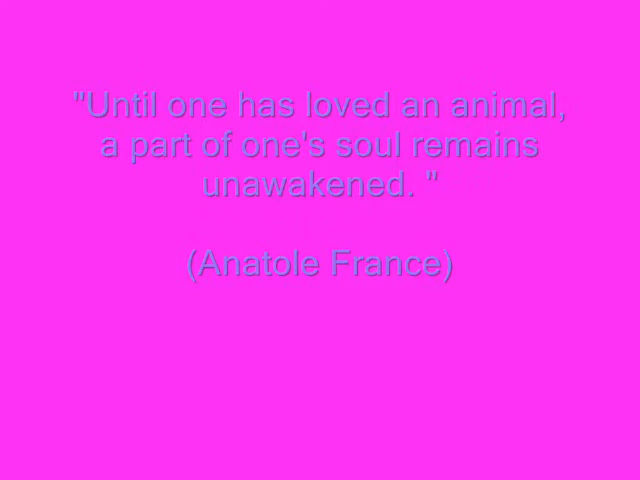 "Until one has loved an animal,
a part of one's soul remains
unawakened. "
(Anatole France)